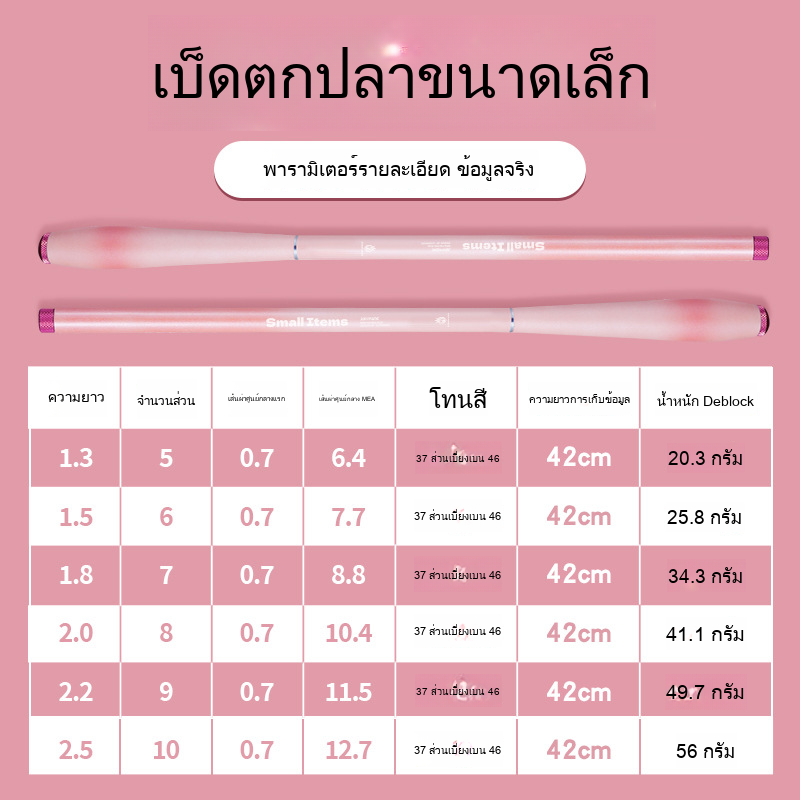 เบ็ดตกปลาขนาดเล็ก
พารามิเตอร์รายละเอียด ข้อมูลจริง
Small Items
Small Items
ความยาว จำนวนส่วน เส้นผ่าศูนย์กลางแรก เส้นผ่าศูนย์กลาง MEA โทนสี ความยาวการเก็บข้อมูล น้ำหนัก Deblock
1.3 5 0.7 6.4 37 ส่วนเบี่ยงเบน 46 42cm 20.3 กรัม
1.5 6 0.7 7.7 37 ส่วนเบี่ยงเบน 46 42cm 25.8 กรัม
1.8 7 0.7 8.8 37 ส่วนเบี่ยงเบน 46 42cm 34.3 กรัม
2.0 8 0.7 10.4 37 ส่วนเบี่ยงเบน 46 42cm 41.1 กรัม
2.2 9 0.7 11.5 37 ส่วนเบี่ยงเบน 46 42cm 49.7 กรัม
2.5 10 0.7 12.7 37 ส่วนเบี่ยงเบน 46 42cm 56 กรัม